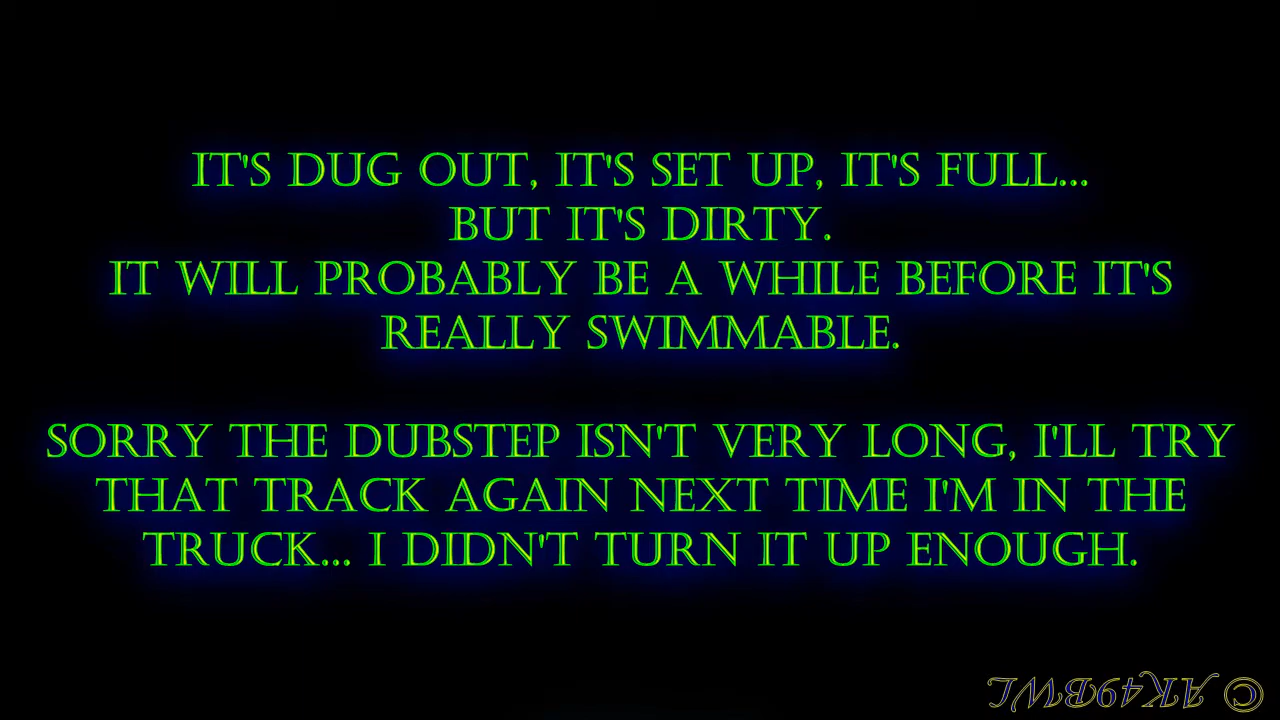 IT'S DUG OUT, IT'S SET UP, IT'S FULL...
BUT IT'S DIRTY.
IT WILL PROBABLY BE A WHILE BEFORE IT'S
REALLY SWIMMABLE.
SORRY THE DUBSTEP ISN'T VERY LONG, I'LL TRY
THAT TRACK AGAIN NEXT TIME I'M IN THE
TRUCK... I DIDN'T TURN IT UP ENOUGH.
© AK49BWL